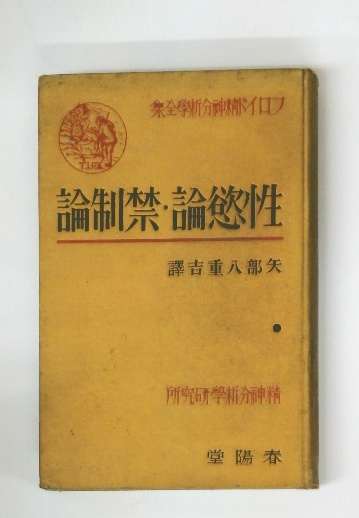 フロイド精神分析學全集
性慾論・禁制論
矢部八重吉譯
精神分析學硏究所
春陽堂